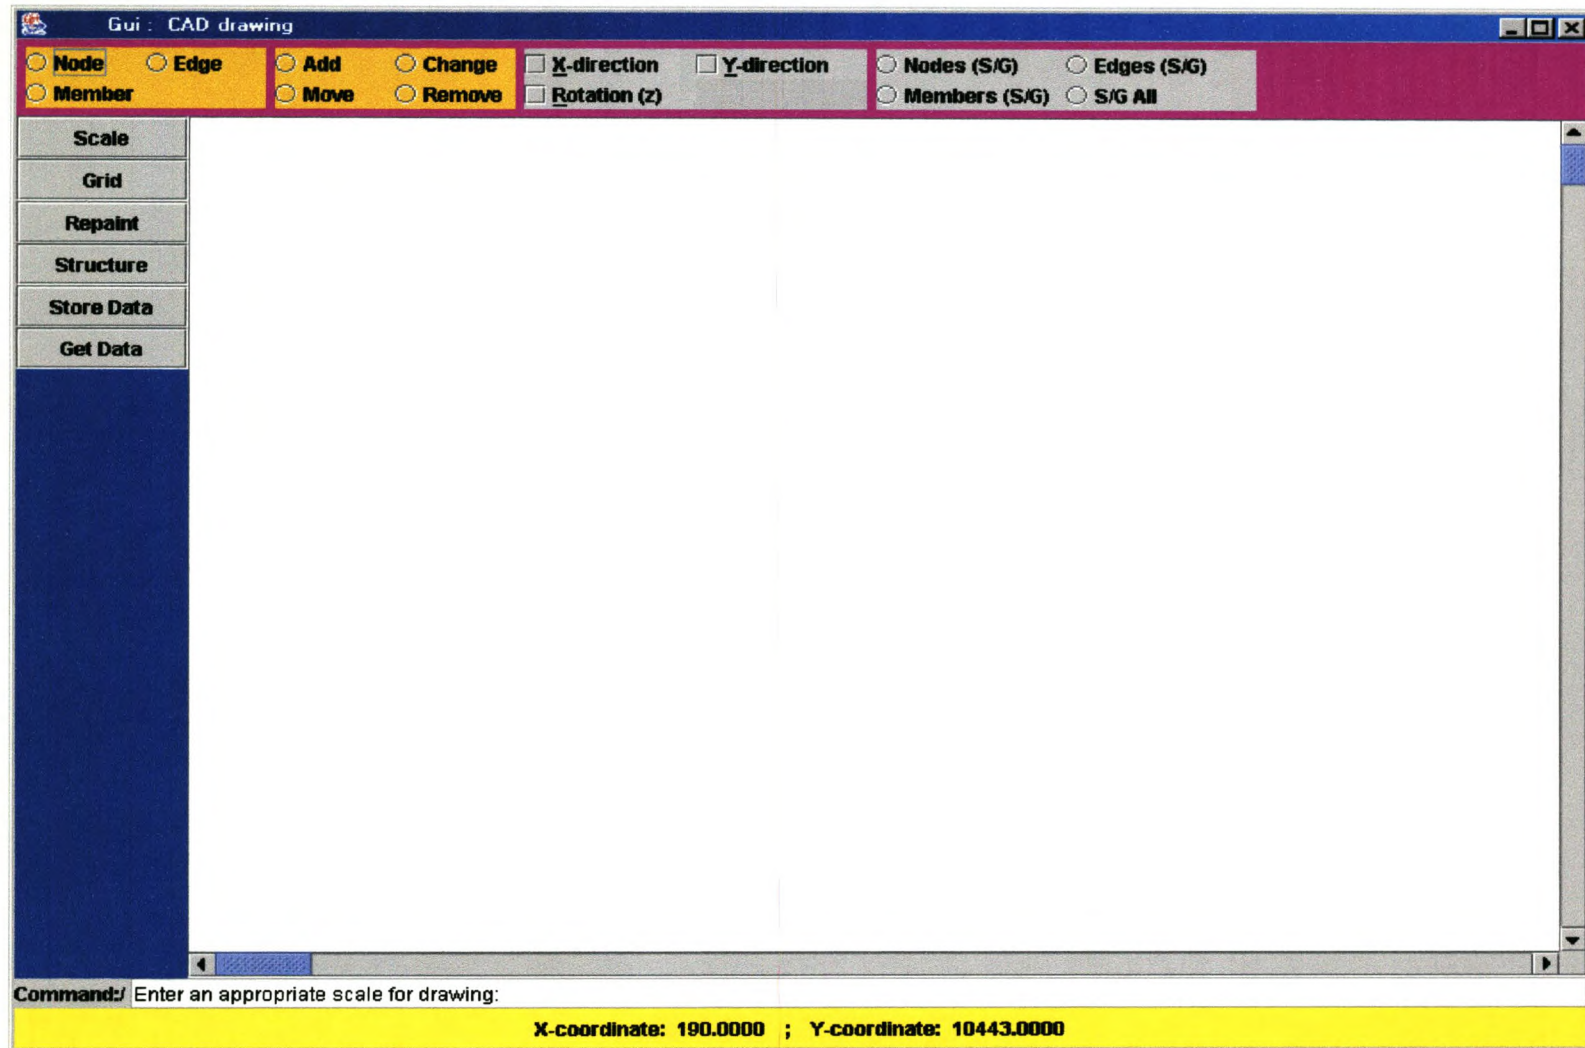 Gui : CAD drawing
Node Edge Add Change X-direction Y-direction Nodes (S/G) Edges (S/G)
Member Move Remove Rotation (z) Members (S/G) S/G All
Scale
Grid
Repaint
Structure
Store Data
Get Data
Command:/ Enter an appropriate scale for drawing:
X-coordinate: 190.0000 ; Y-coordinate: 10443.0000